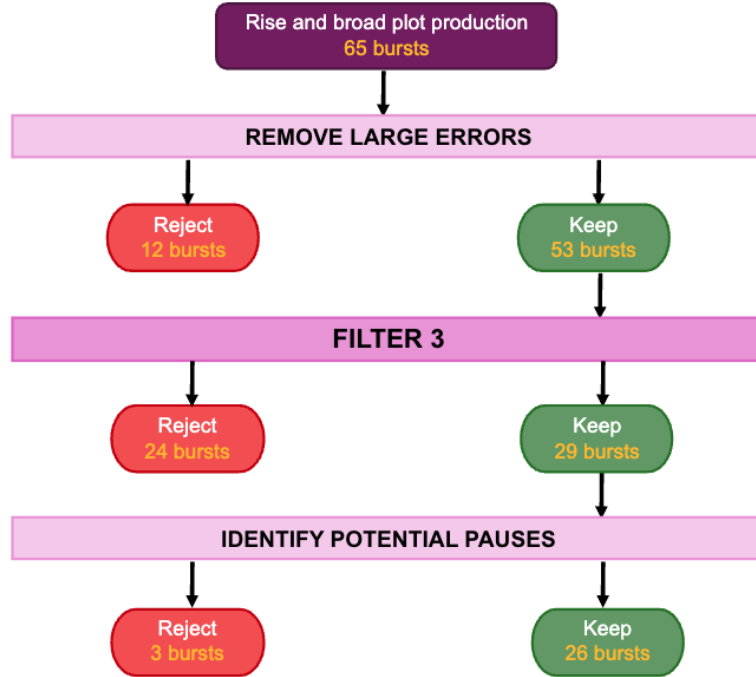 Rise and broad plot production
65 bursts
REMOVE LARGE ERRORS
Reject
12 bursts
Keep
53 bursts
FILTER 3
Reject
24 bursts
Keep
29 bursts
IDENTIFY POTENTIAL PAUSES
Reject
3 bursts
Keep
26 bursts